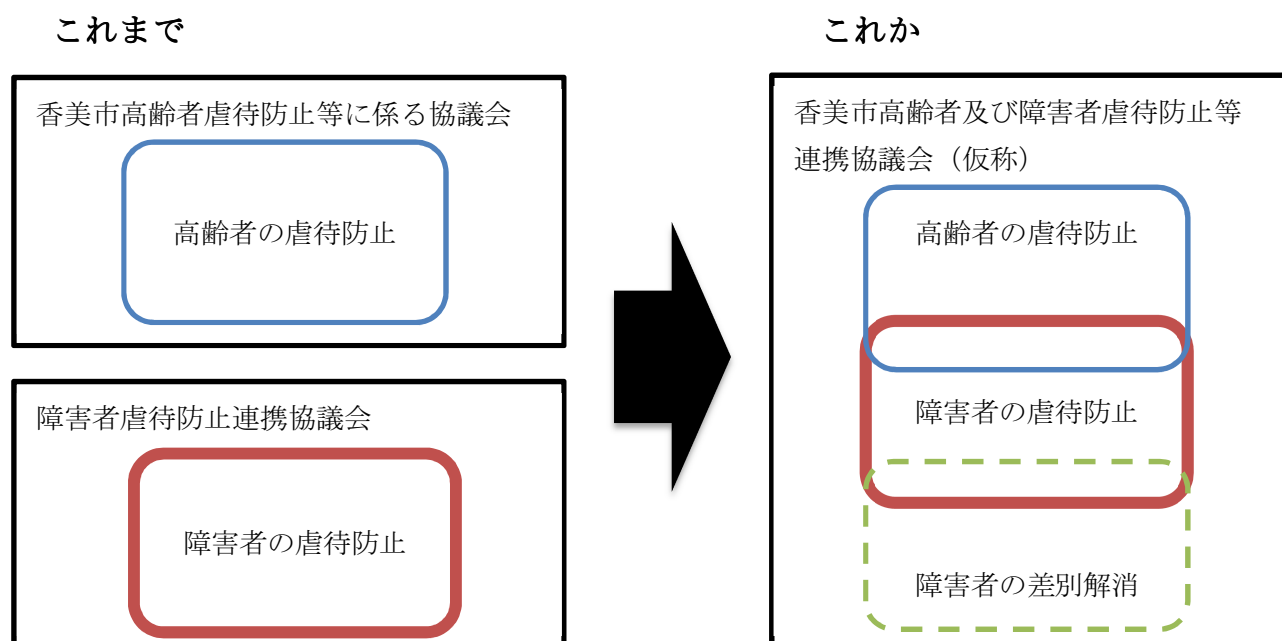 これまで
香美市高齢者虐待防止等に係る協議会
高齢者の虐待防止
障害者虐待防止連携協議会
障害者の虐待防止
これか
香美市高齢者及び障害者虐待防止等
連携協議会（仮称）
高齢者の虐待防止
障害者の虐待防止
障害者の差別解消